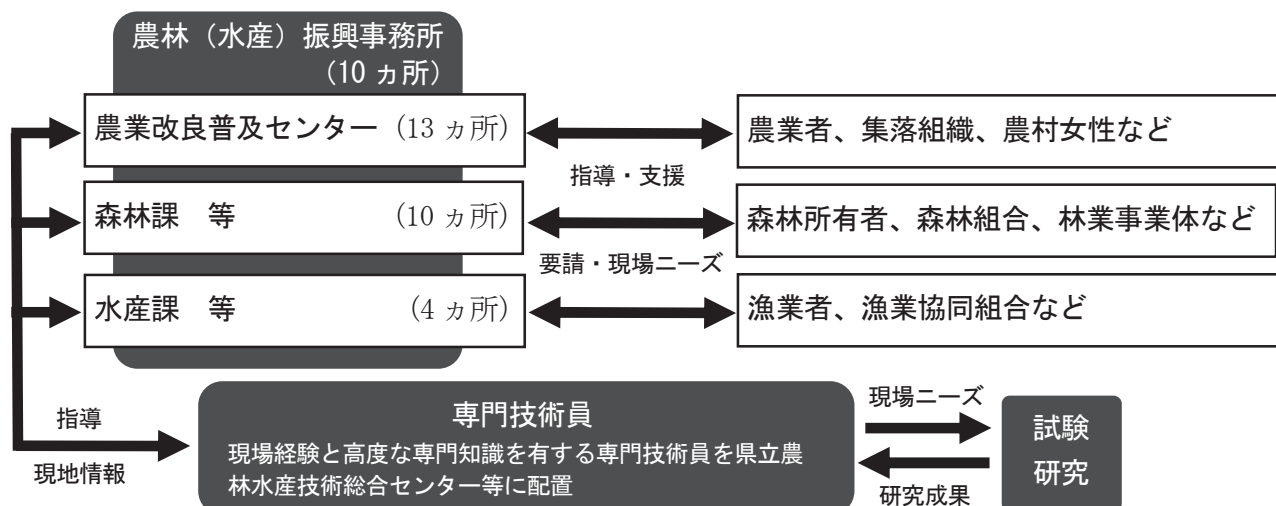 農林（水産）振興事務所
（10 ヵ所）
農業改良普及センター（13 ヵ所）
農業者、集落組織、農村女性など
指導・支援
森林課　等　（10 ヵ所）
森林所有者、森林組合、林業事業体など
要請・現場ニーズ
水産課　等　（4 ヵ所）
漁業者、漁業協同組合など
指導
現地情報
専門技術員
現場経験と高度な専門知識を有する専門技術員を県立農
林水産技術総合センター等に配置
現場ニーズ
研究成果
試験
研究